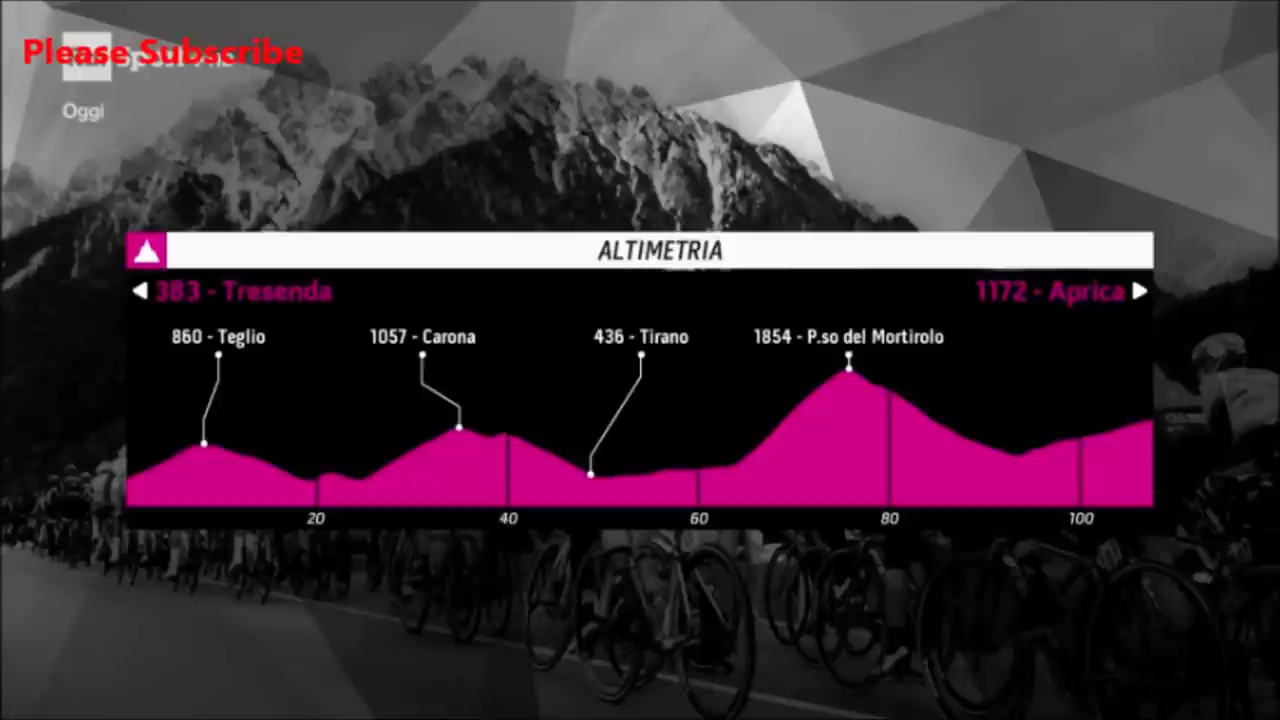 Please Subscribe
Oggi
ALTIMETRIA
383 - Tresenda
1172 - Aprica
860 - Teglio
1057 - Carona
436 - Tirano
1854 - P.so del Mortirolo
20
40
60
80
100